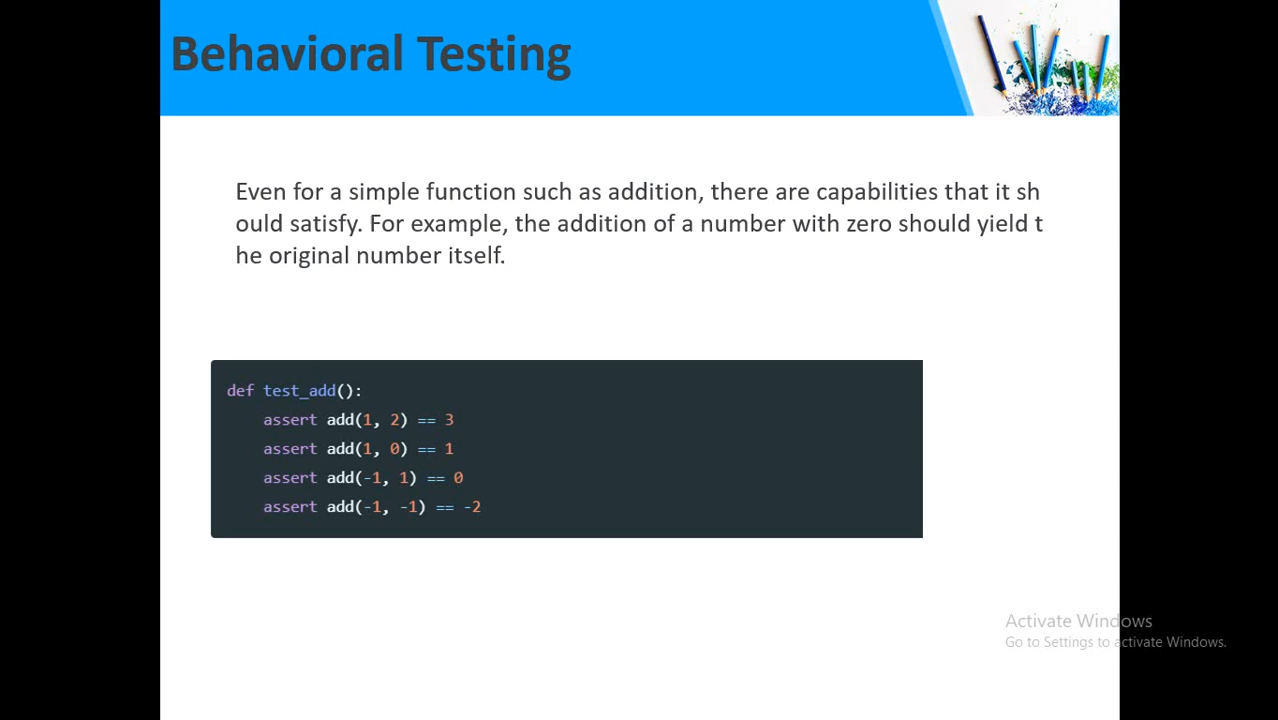 Behavioral Testing
Even for a simple function such as addition, there are capabilities that it sh
ould satisfy. For example, the addition of a number with zero should yield t
he original number itself.
def test_add():
    assert add(1, 2) == 3
    assert add(1, 0) == 1
    assert add(-1, 1) == 0
    assert add(-1, -1) == -2
Activate Windows
Go to Settings to activate Windows.